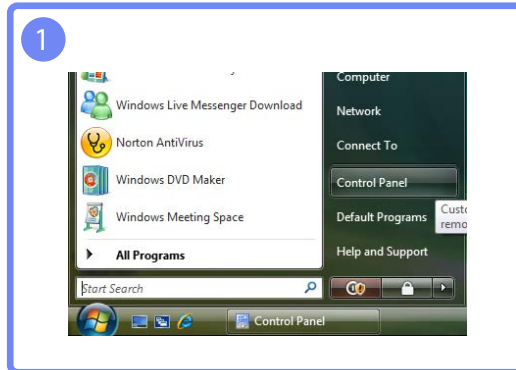 1
Computer
Windows Live Messenger Download
Network
Norton AntiVirus
Connect To
Windows DVD Maker
Control Panel
Windows Meeting Space
Default Programs
All Programs
Help and Support
Start Search
Control Panel